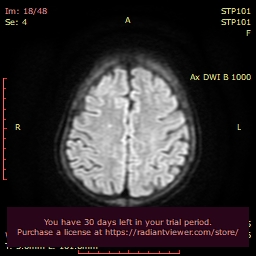 Im: 18/48
Se: 4
STP101
STP101
F
A
Ax DWI B 1000
R
L
You have 30 days left in your trial period.
Purchase a license at https://radiantviewer.com/store/